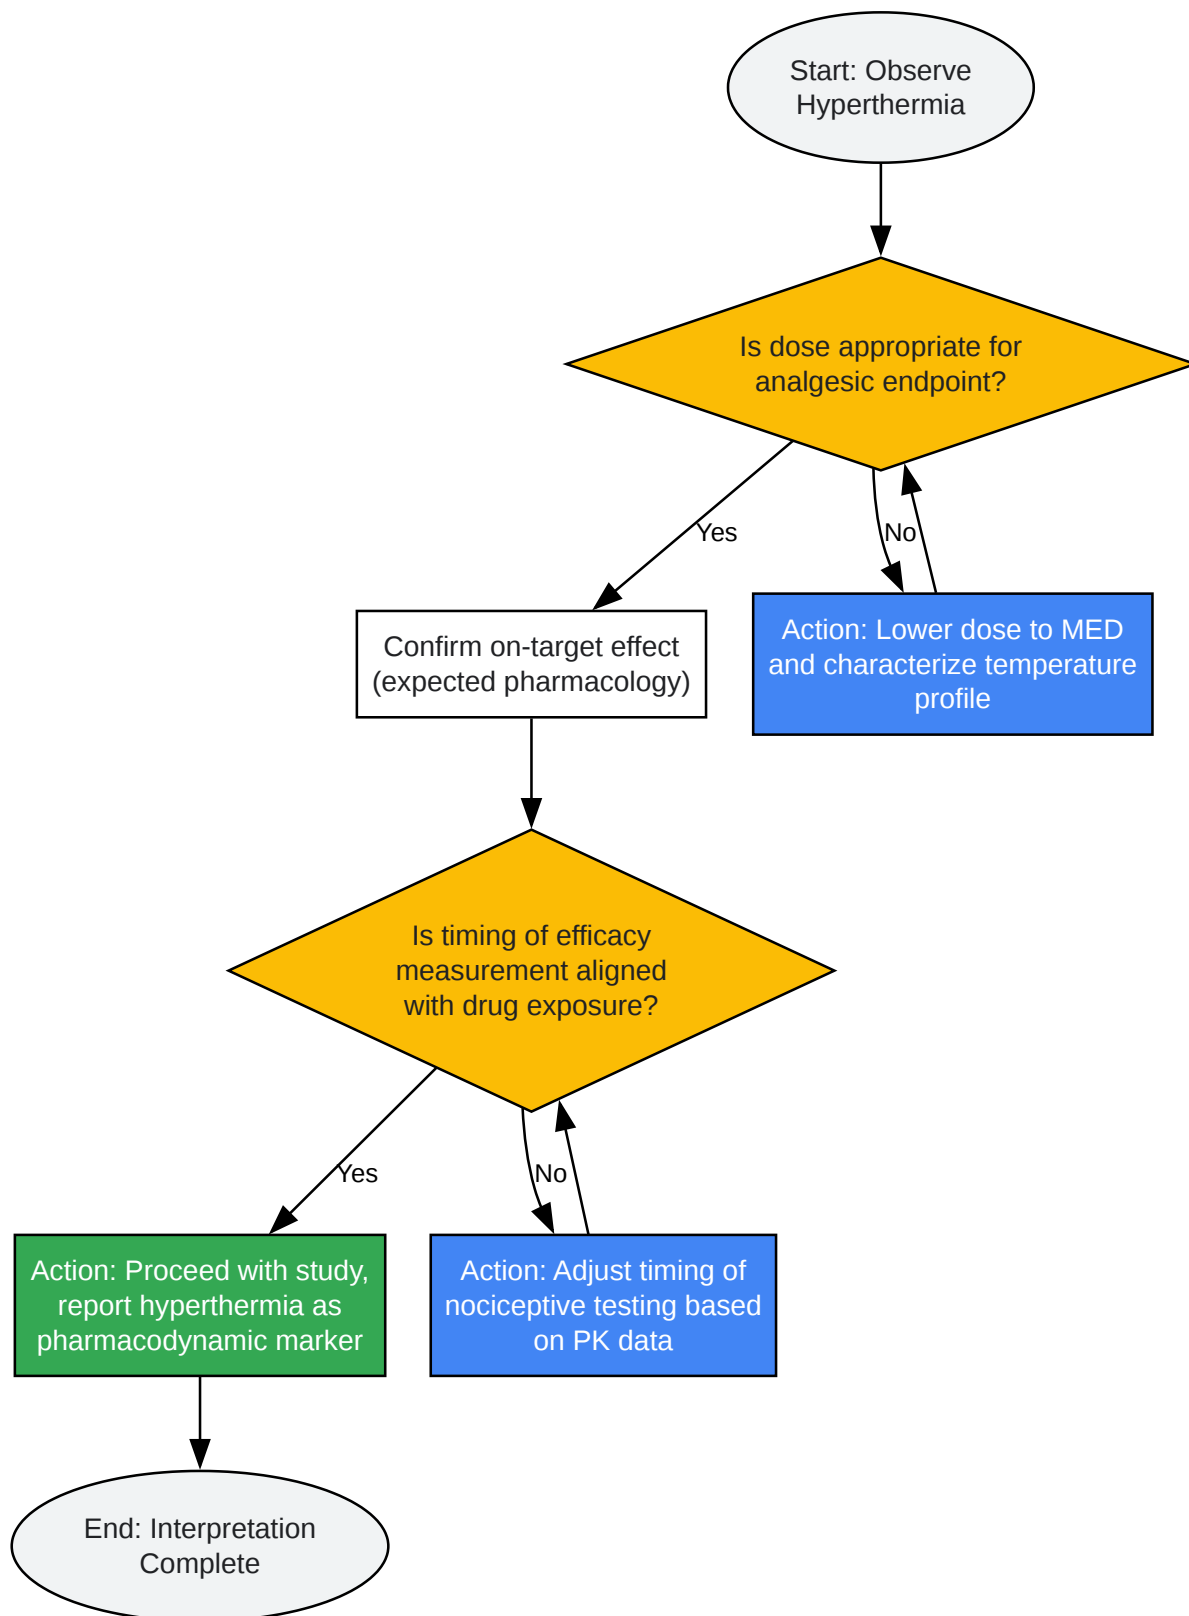 Start: Observe
Hyperthermia
Is dose appropriate for
analgesic endpoint?
Yes
No
Confirm on-target effect
(expected pharmacology)
Action: Lower dose to MED
and characterize temperature
profile
Is timing of efficacy
measurement aligned
with drug exposure?
Yes
No
Action: Proceed with study,
report hyperthermia as
pharmacodynamic marker
Action: Adjust timing of
nociceptive testing based
on PK data
End: Interpretation
Complete